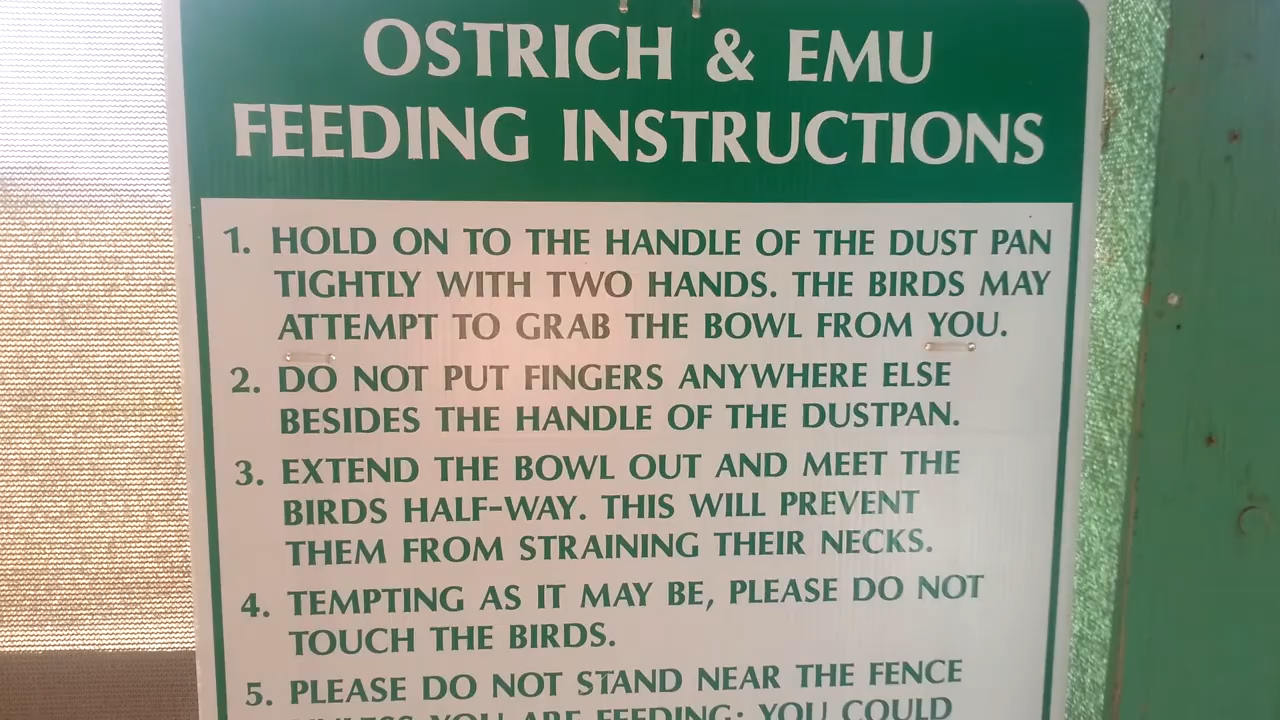 OSTRICH & EMU
FEEDING INSTRUCTIONS
1. HOLD ON TO THE HANDLE OF THE DUST PAN
TIGHTLY WITH TWO HANDS. THE BIRDS MAY
ATTEMPT TO GRAB THE BOWL FROM YOU.
2. DO NOT PUT FINGERS ANYWHERE ELSE
BESIDES THE HANDLE OF THE DUSTPAN.
3. EXTEND THE BOWL OUT AND MEET THE
BIRDS HALF-WAY. THIS WILL PREVENT
THEM FROM STRAINING THEIR NECKS.
4. TEMPTING AS IT MAY BE, PLEASE DO NOT
TOUCH THE BIRDS.
5. PLEASE DO NOT STAND NEAR THE FENCE
UNLESS YOU ARE FEEDING; YOU COULD